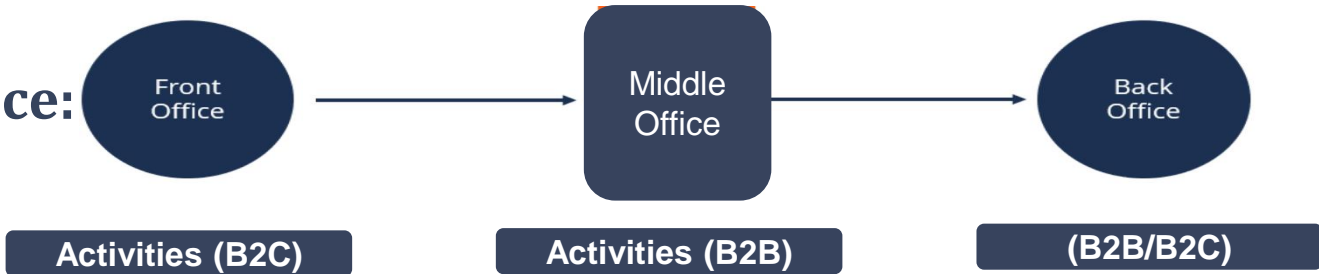 ce:
Front
Office
Middle
Office
Back
Office
Activities (B2C)
Activities (B2B)
(B2B/B2C)